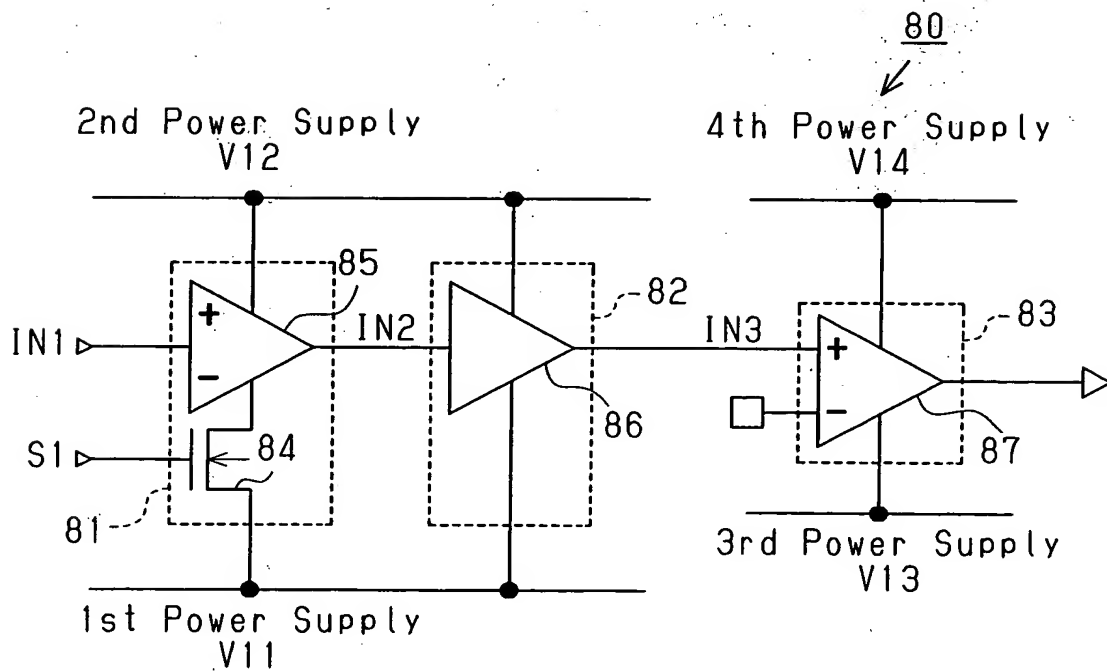 80
2nd Power Supply
V12
4th Power Supply
V14
85
82
83
IN1
+
-
IN2
IN3
+
-
86
87
S1
84
81
3rd Power Supply
V13
1st Power Supply
V11